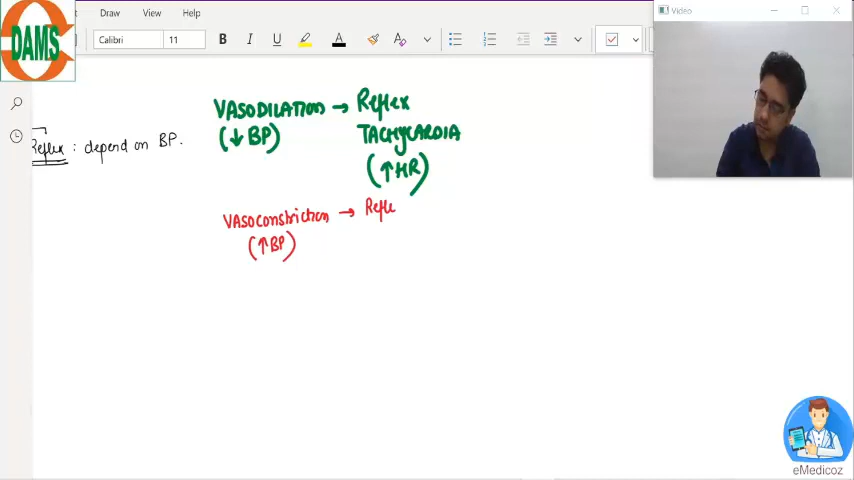 DAMS
Draw View Help
Video
Calibri 11 B I U A
VASODILATIONS → Reflex
(↓ BP) TACHYCARDIA
(↑ HR)
Reflex : depend on BP.
VASOconstriction → Refle
(↑ BP)
eMedicoz